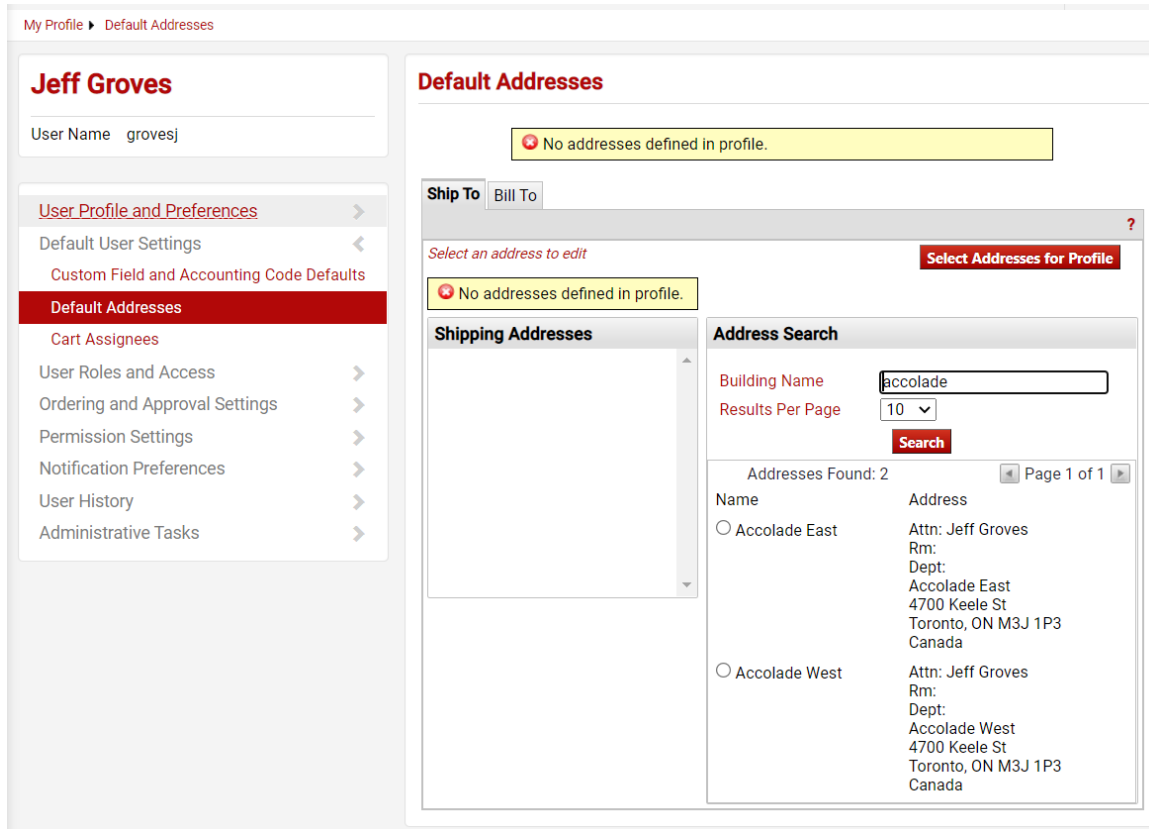 My Profile Default Addresses
Jeff Groves
User Name grovesj
User Profile and Preferences
Default User Settings
Custom Field and Accounting Code Defaults
Default Addresses
Cart Assignees
User Roles and Access
Ordering and Approval Settings
Permission Settings
Notification Preferences
User History
Administrative Tasks
Default Addresses
No addresses defined in profile.
Ship To Bill To
?
Select an address to edit
Select Addresses for Profile
No addresses defined in profile.
Shipping Addresses
Address Search
Building Name accolade
Results Per Page 10
Search
Addresses Found: 2 Page 1 of 1
Name Address
Accolade East Attn: Jeff Groves
Rm:
Dept:
Accolade East
4700 Keele St
Toronto, ON M3J 1P3
Canada
Accolade West Attn: Jeff Groves
Rm:
Dept:
Accolade West
4700 Keele St
Toronto, ON M3J 1P3
Canada